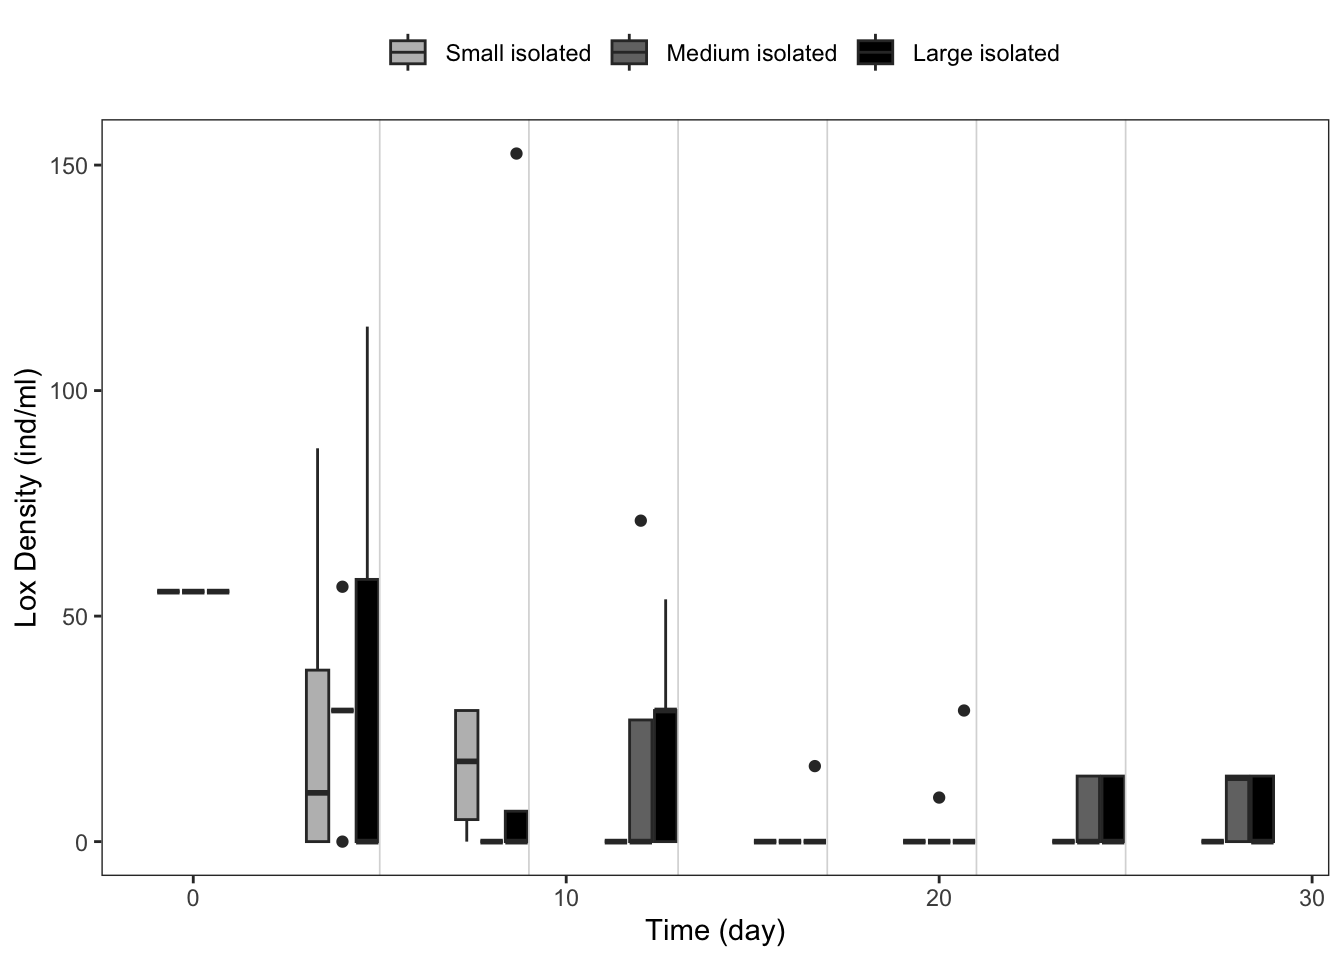 Small isolated Medium isolated Large isolated
150
100
50
0
Lox Density (ind/ml)
0 10 20 30
Time (day)